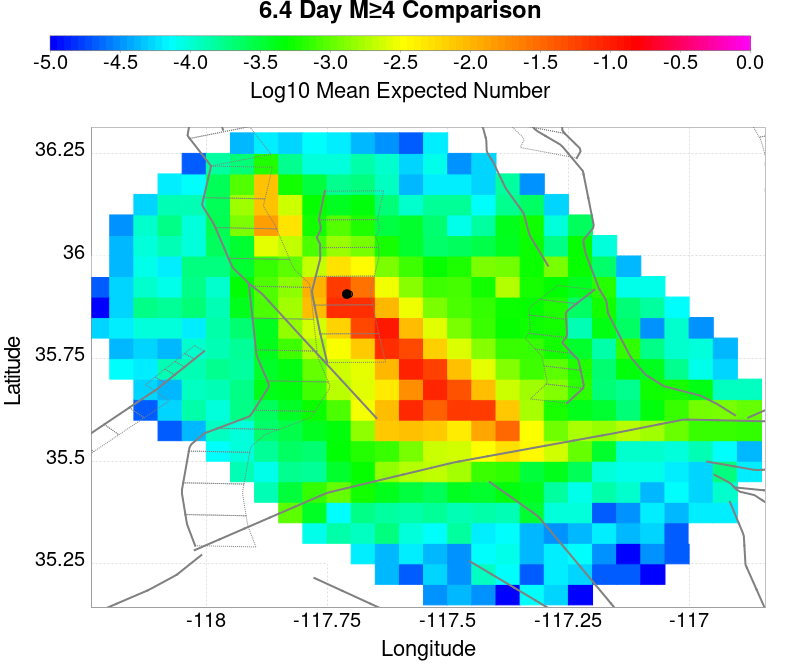 6.4 Day M≥4 Comparison
-5.0 -4.5 -4.0 -3.5 -3.0 -2.5 -2.0 -1.5 -1.0 -0.5 0.0
Log10 Mean Expected Number
36.25
36
35.75
35.5
35.25
Latitude
-118 -117.75 -117.5 -117.25 -117
Longitude